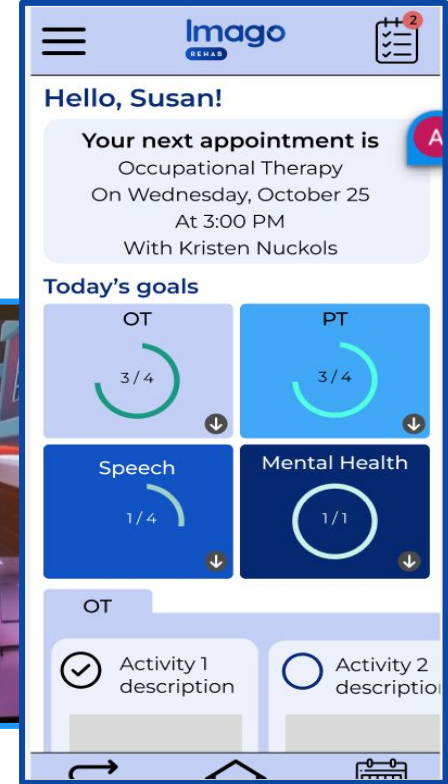 Imago
REHAB
2
Hello, Susan!
Your next appointment is
Occupational Therapy
On Wednesday, October 25
At 3:00 PM
With Kristen Nuckols
A
Today's goals
OT
PT
3 / 4
3 / 4
Speech
Mental Health
1 / 4
1 / 1
OT
Activity 1
description
Activity 2